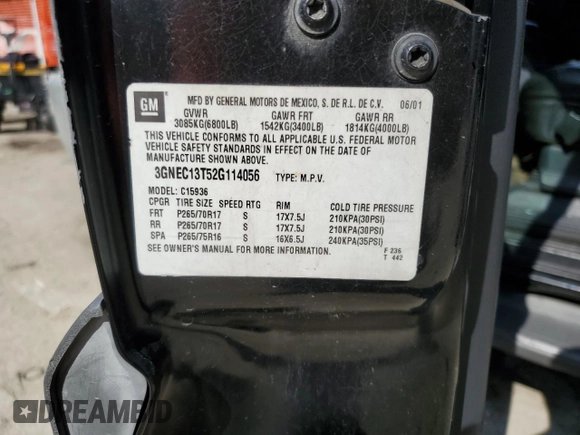 GM
MFD BY GENERAL MOTORS DE MEXICO, S. DE R.L. DE C.V. 06/01
GVWR GAWR FRT GAWR RR
3085KG(6800LB) 1542KG(3400LB) 1814KG(4000LB)
THIS VEHICLE CONFORMS TO ALL APPLICABLE U.S. FEDERAL MOTOR
VEHICLE SAFETY STANDARDS IN EFFECT ON THE DATE OF
MANUFACTURE SHOWN ABOVE.
3GNEC13T52G114056 TYPE: M.P.V.
MODEL: C15936
CPGR TIRE SIZE SPEED RTG RIM COLD TIRE PRESSURE
FRT P265/70R17 S 17X7.5J 210KPA(30PSI)
RR P265/70R17 S 17X7.5J 210KPA(30PSI)
SPA P265/75R16 S 16X6.5J 240KPA(35PSI)
SEE OWNER'S MANUAL FOR MORE INFORMATION. F 236
T 442
DREAMBID